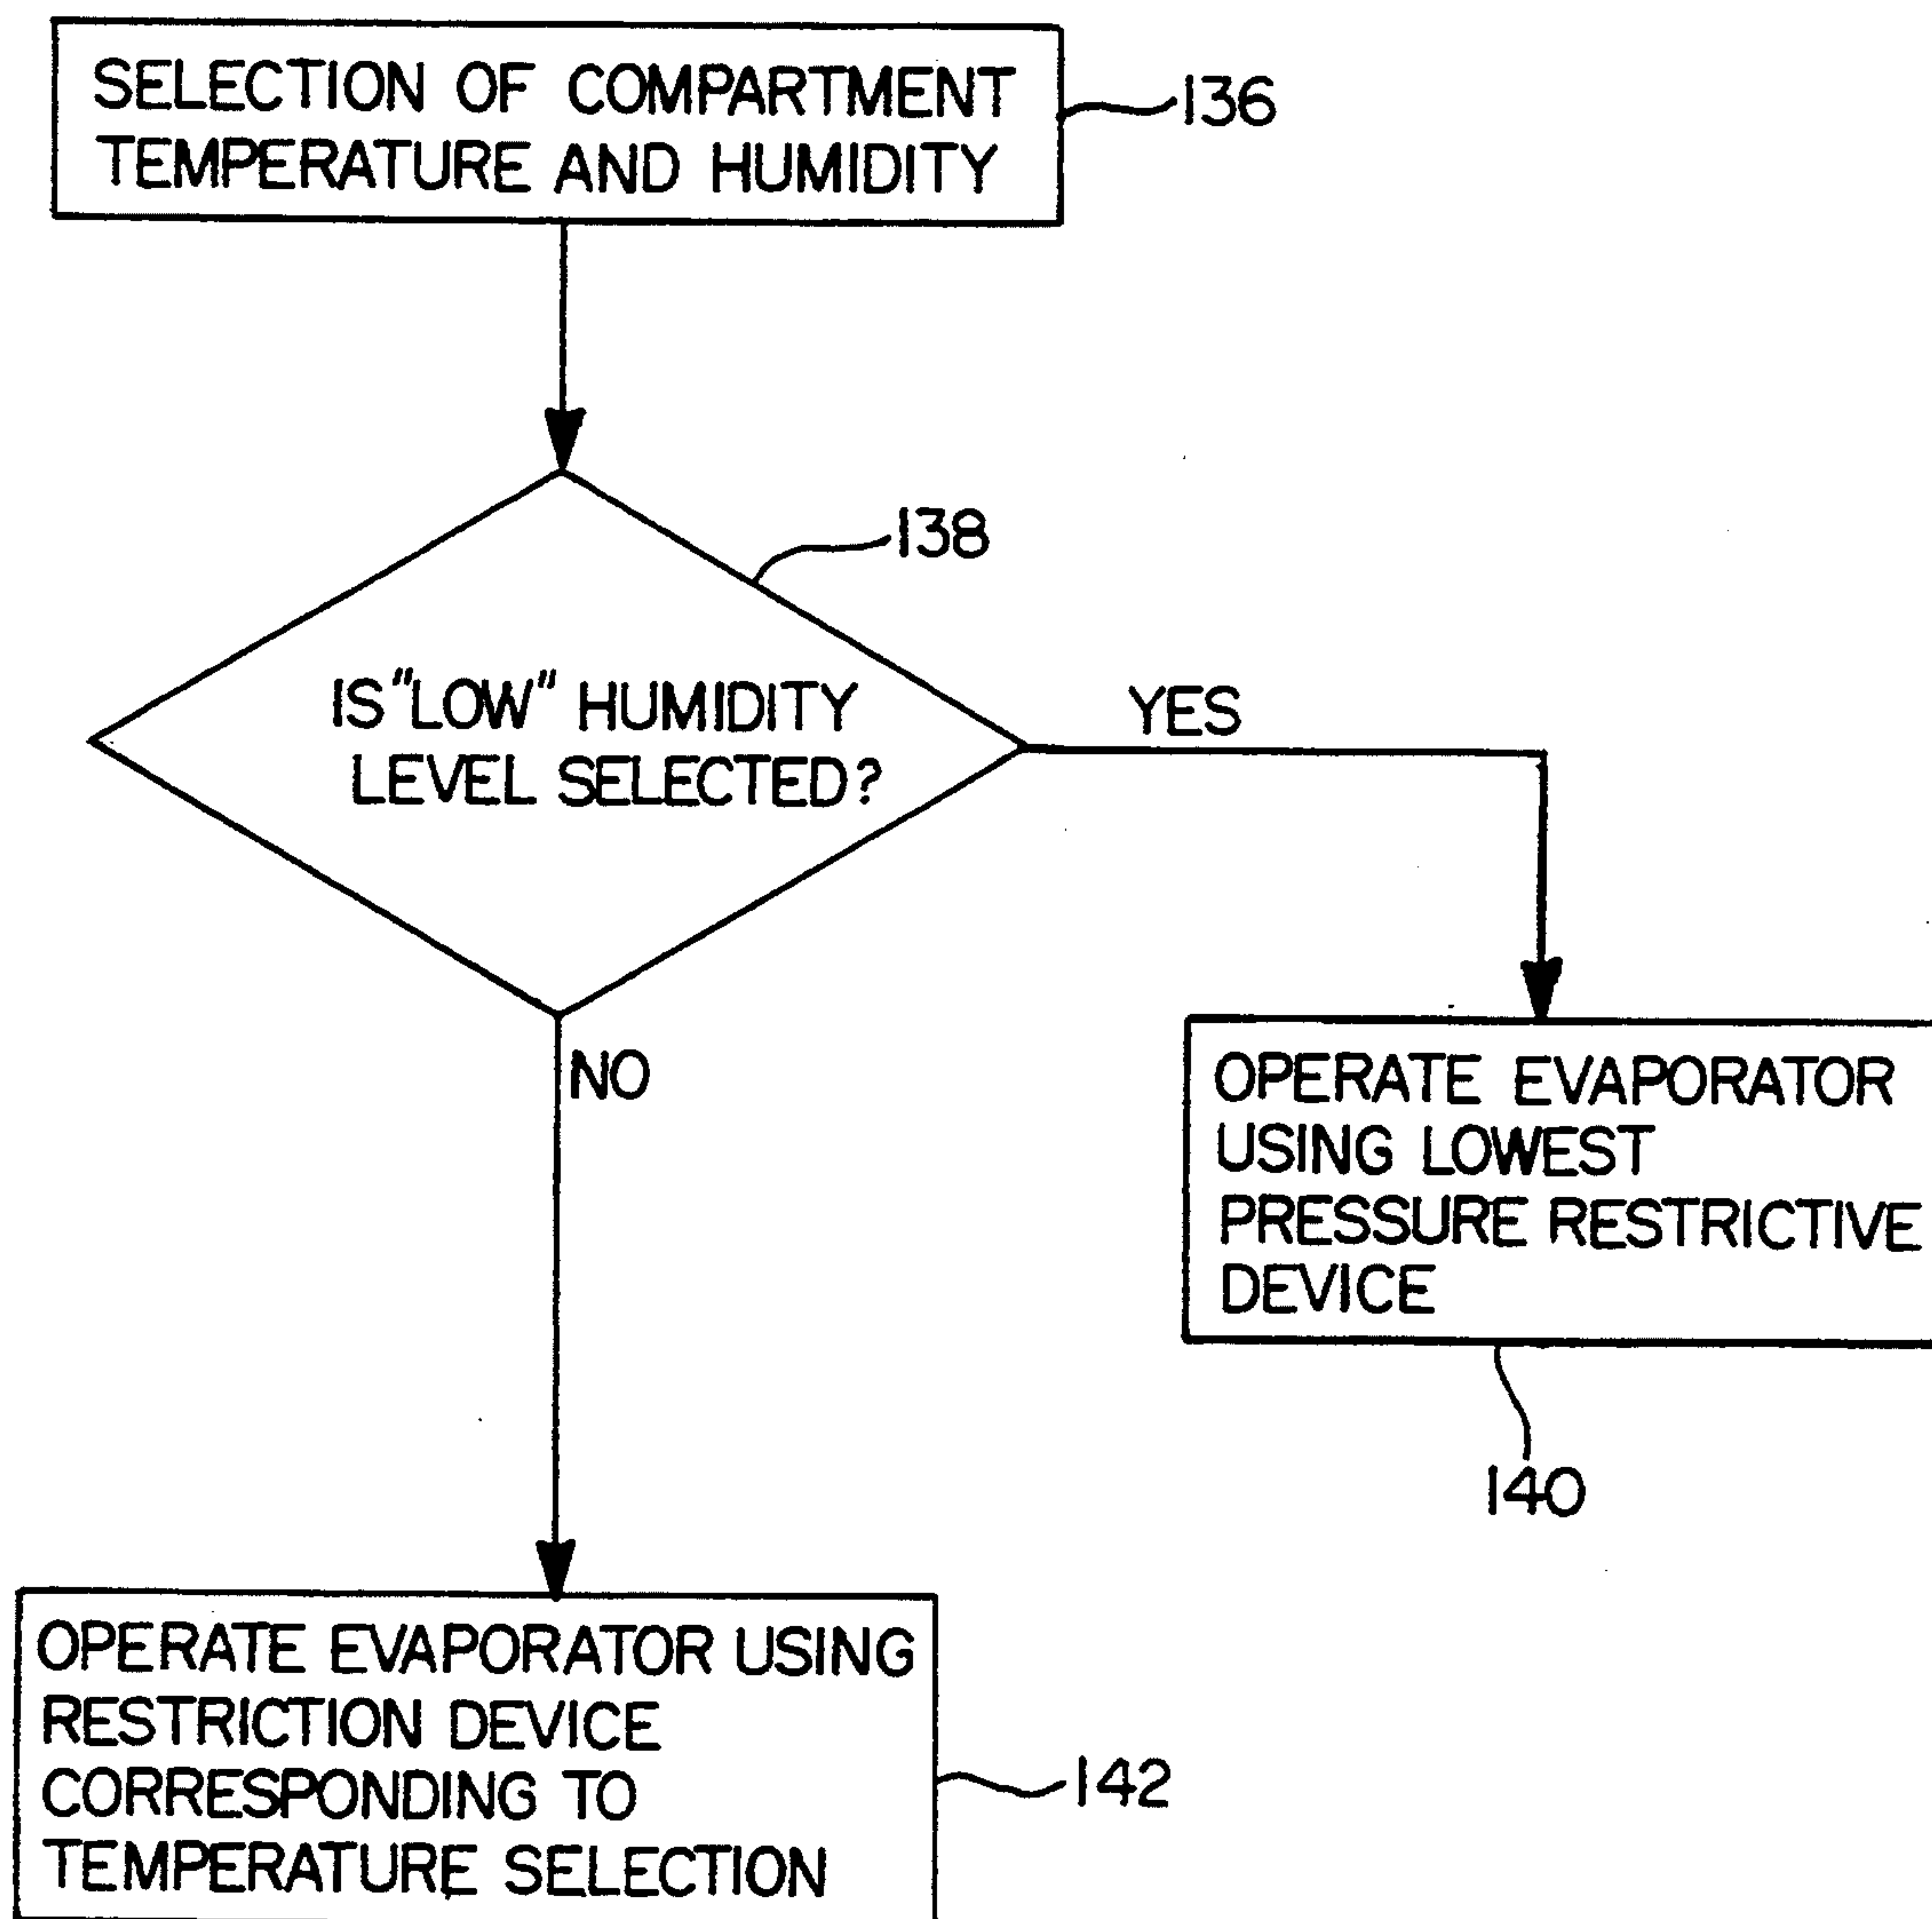 SELECTION OF COMPARTMENT
TEMPERATURE AND HUMIDITY
136
138
IS "LOW" HUMIDITY
LEVEL SELECTED?
YES
NO
OPERATE EVAPORATOR
USING LOWEST
PRESSURE RESTRICTIVE
DEVICE
140
OPERATE EVAPORATOR USING
RESTRICTION DEVICE
CORRESPONDING TO
TEMPERATURE SELECTION
142